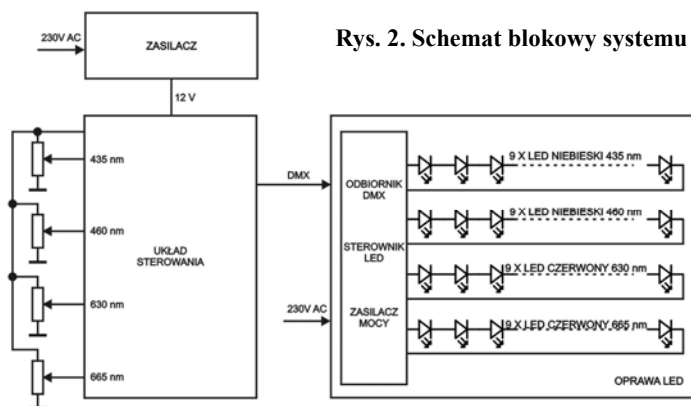 230V AC
ZASILACZ
Rys. 2. Schemat blokowy systemu
12 V
435 nm
460 nm
630 nm
665 nm
UKŁAD
STEROWANIA
DMX
230V AC
ODBIORNIK
DMX
STEROWNIK
LED
ZASILACZ
MOCY
9 X LED NIEBIESKI 435 nm
9 X LED NIEBIESKI 460 nm
9 X LED CZERWONY 630 nm
9 X LED CZERWONY 665 nm
OPRAWA LED